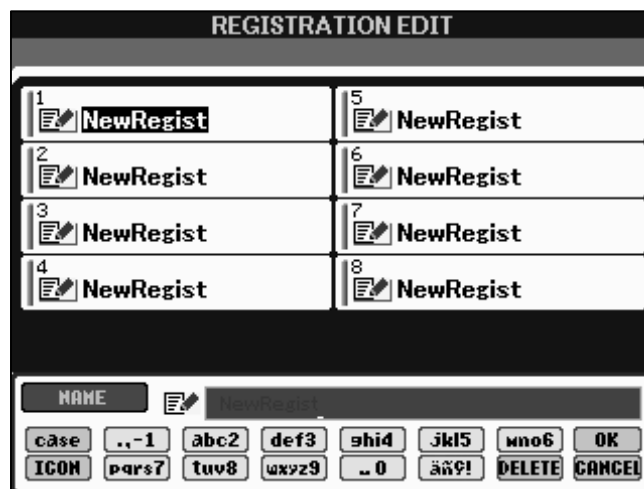 REGISTRATION EDIT
1 NewRegist
5 NewRegist
2 NewRegist
6 NewRegist
3 NewRegist
7 NewRegist
4 NewRegist
8 NewRegist
NAME NewRegist_
case .,-1 abc2 def3 ghi4 jkl5 mno6 OK
ICON pqrs7 tuv8 wxyz9 ␣0 äñ♀! DELETE CANCEL